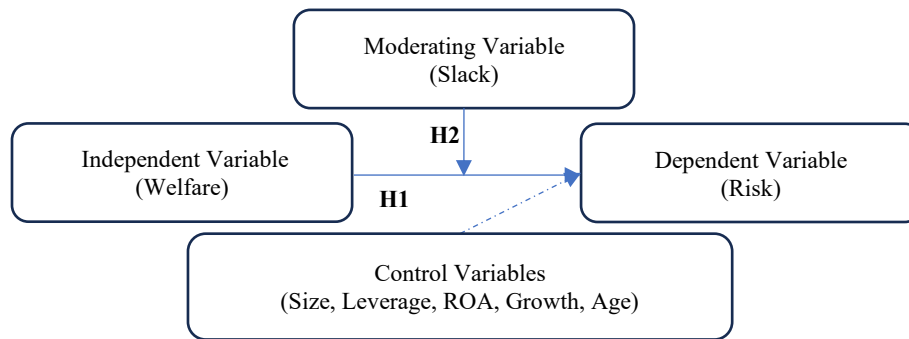 Moderating Variable
(Slack)
H2
Independent Variable
(Welfare)
H1
Dependent Variable
(Risk)
Control Variables
(Size, Leverage, ROA, Growth, Age)